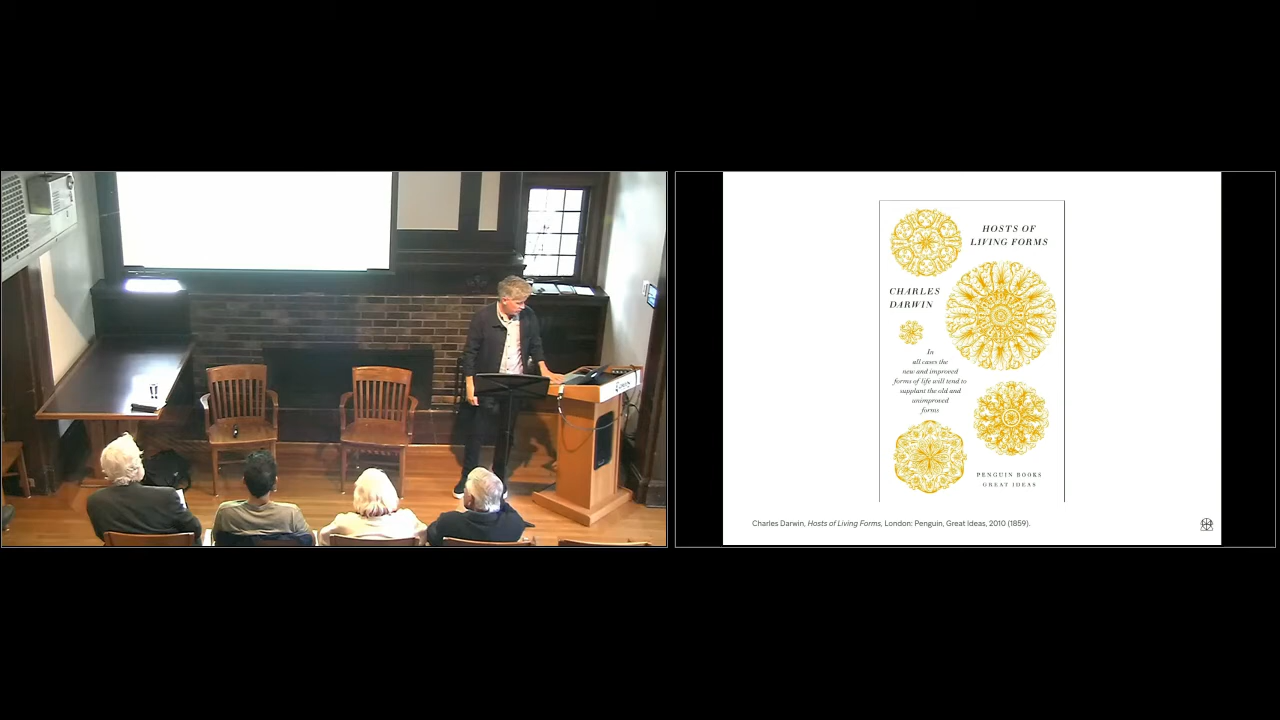 HOSTS OF
LIVING FORMS
CHARLES
DARWIN
In
all cases the
new and improved
forms of life will tend to
supplant the old and
unimproved
forms
PENGUIN BOOKS
GREAT IDEAS
Charles Darwin, Hosts of Living Forms, London: Penguin, Great Ideas, 2010 (1859).